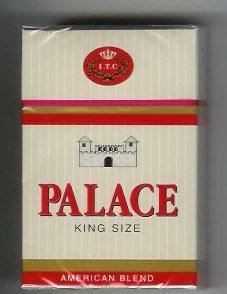 I.T.C
PALACE
KING SIZE
AMERICAN BLEND